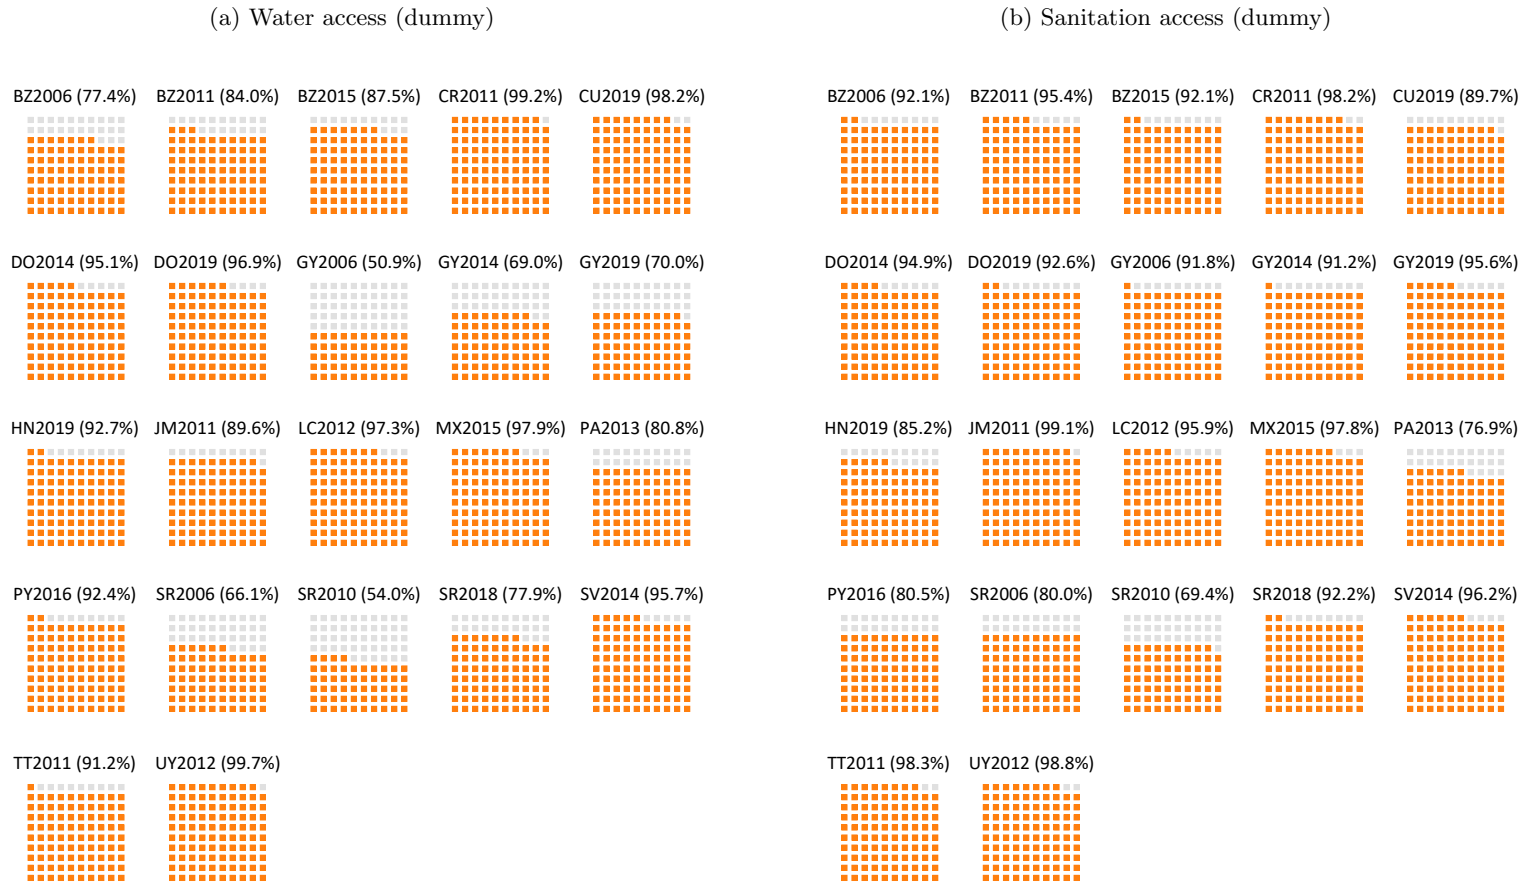 (a) Water access (dummy)
BZ2006 (77.4%) BZ2011 (84.0%) BZ2015 (87.5%) CR2011 (99.2%) CU2019 (98.2%)
DO2014 (95.1%) DO2019 (96.9%) GY2006 (50.9%) GY2014 (69.0%) GY2019 (70.0%)
HN2019 (92.7%) JM2011 (89.6%) LC2012 (97.3%) MX2015 (97.9%) PA2013 (80.8%)
PY2016 (92.4%) SR2006 (66.1%) SR2010 (54.0%) SR2018 (77.9%) SV2014 (95.7%)
TT2011 (91.2%) UY2012 (99.7%)
(b) Sanitation access (dummy)
BZ2006 (92.1%) BZ2011 (95.4%) BZ2015 (92.1%) CR2011 (98.2%) CU2019 (89.7%)
DO2014 (94.9%) DO2019 (92.6%) GY2006 (91.8%) GY2014 (91.2%) GY2019 (95.6%)
HN2019 (85.2%) JM2011 (99.1%) LC2012 (95.9%) MX2015 (97.8%) PA2013 (76.9%)
PY2016 (80.5%) SR2006 (80.0%) SR2010 (69.4%) SR2018 (92.2%) SV2014 (96.2%)
TT2011 (98.3%) UY2012 (98.8%)